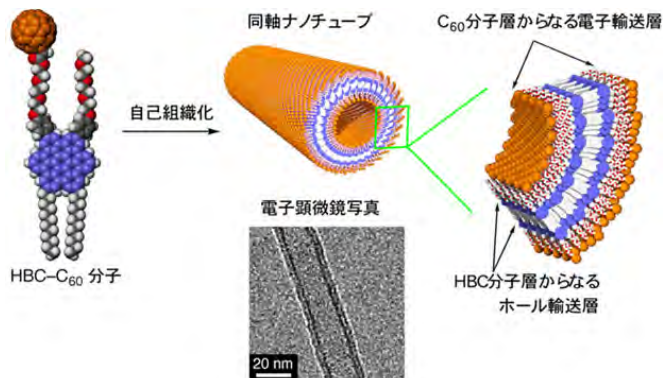 同軸ナノチューブ
C60分子層からなる電子輸送層
自己組織化
電子顕微鏡写真
HBC–C60 分子
HBC分子層からなる
ホール輸送層
20 nm